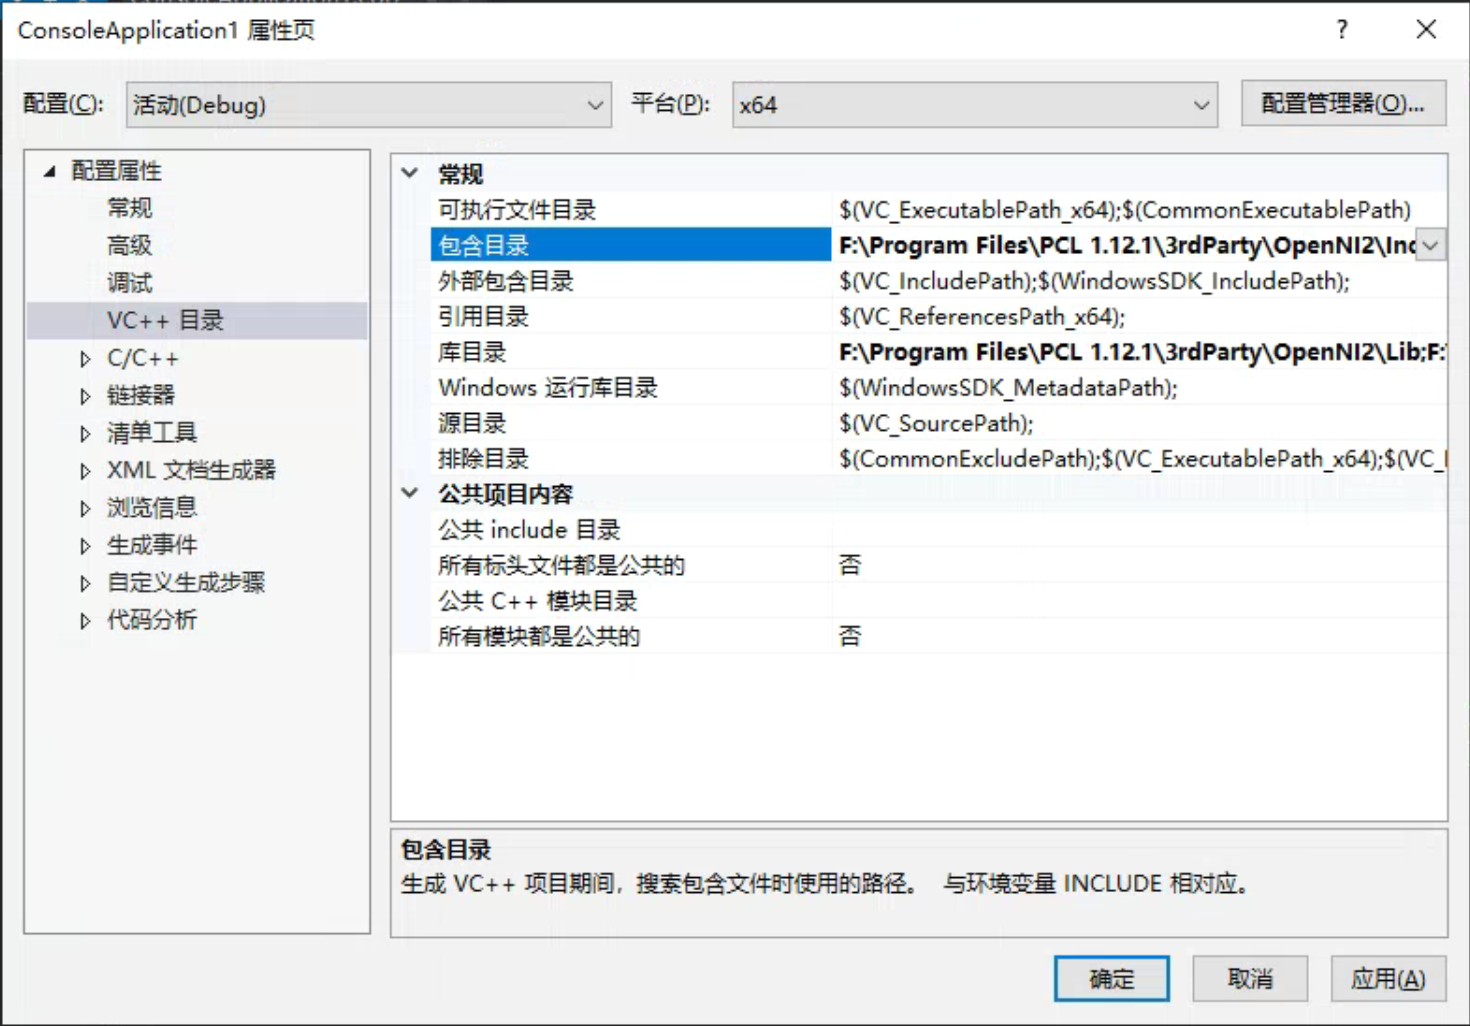 ConsoleApplication1 属性页
配置(C): 活动(Debug) 平台(P): x64 配置管理器(O)...
配置属性
常规
高级
调试
VC++ 目录
C/C++
链接器
清单工具
XML 文档生成器
浏览信息
生成事件
自定义生成步骤
代码分析
常规
可执行文件目录 $(VC_ExecutablePath_x64);$(CommonExecutablePath)
包含目录 F:\Program Files\PCL 1.12.1\3rdParty\OpenNI2\Inc
外部包含目录 $(VC_IncludePath);$(WindowsSDK_IncludePath);
引用目录 $(VC_ReferencesPath_x64);
库目录 F:\Program Files\PCL 1.12.1\3rdParty\OpenNI2\Lib;F:
Windows 运行库目录 $(WindowsSDK_MetadataPath);
源目录 $(VC_SourcePath);
排除目录 $(CommonExcludePath);$(VC_ExecutablePath_x64);$(VC_
公共项目内容
公共 include 目录
所有标头文件都是公共的 否
公共 C++ 模块目录
所有模块都是公共的 否
包含目录
生成 VC++ 项目期间，搜索包含文件时使用的路径。 与环境变量 INCLUDE 相对应。
确定 取消 应用(A)